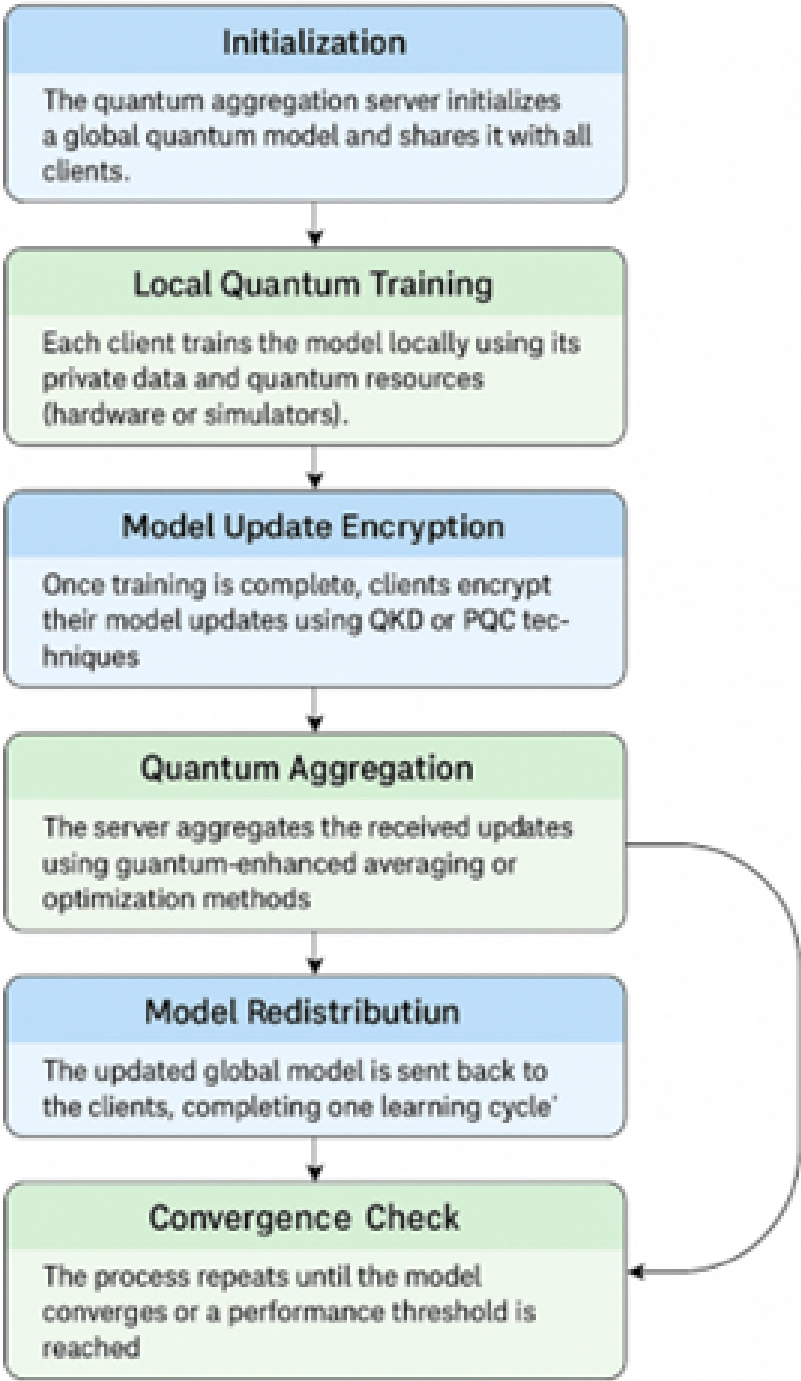 Initialization
The quantum aggregation server initializes
a global quantum model and shares it with all
clients.
Local Quantum Training
Each client trains the model locally using its
private data and quantum resources
(hardware or simulators).
Model Update Encryption
Once training is complete, clients encrypt
their model updates using QKD or PQC tec-
hniques
Quantum Aggregation
The server aggregates the received updates
using guantum-enhanced averaging or
optimization methods
Model Redistributiun
The updated global model is sent back to
the clients, completing one learning cycle'
Convergence Check
The process repeats until the model
converges or a performance threshold is
reached